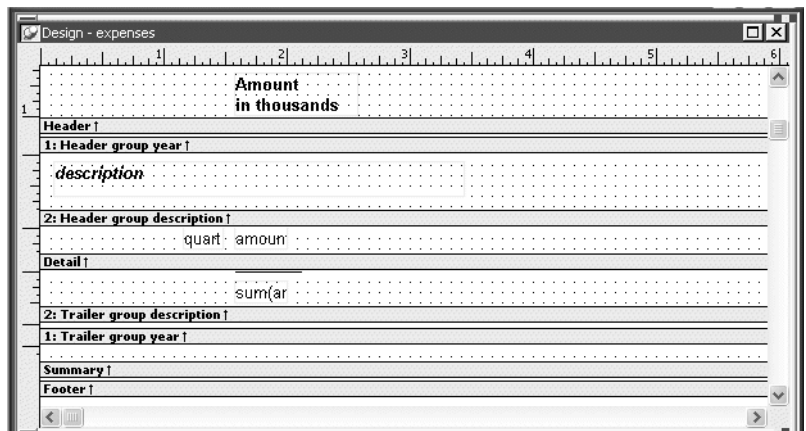 Design - expenses
1 2 3 4 5 6
Amount
in thousands
1
Header ↑
1: Header group year ↑
description
2: Header group description ↑
quart amoun
Detail ↑
sum(ar
2: Trailer group description ↑
1: Trailer group year ↑
Summary ↑
Footer ↑